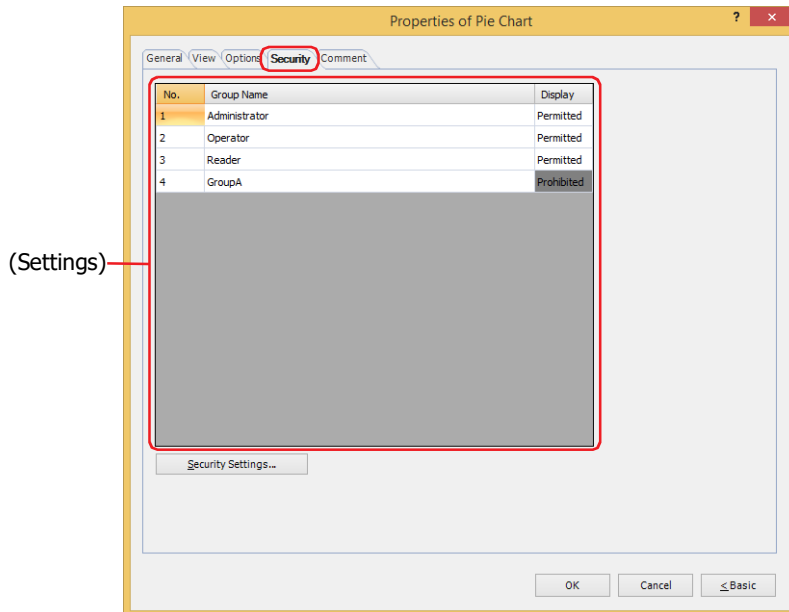 Properties of Pie Chart ? ×
General View Options Security Comment
No. Group Name Display
1 Administrator Permitted
2 Operator Permitted
3 Reader Permitted
4 GroupA Prohibited
(Settings)
Security Settings...
OK Cancel < Basic